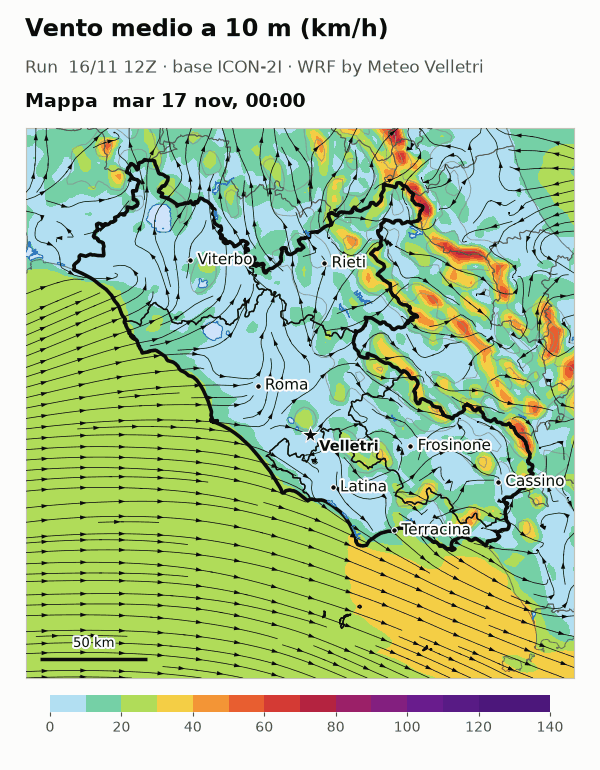 Vento medio a 10 m (km/h)
Run  16/11 12Z · base ICON-2I · WRF by Meteo Velletri
Mappa  mar 17 nov, 00:00
Viterbo
Rieti
Roma
Velletri
Frosinone
Latina
Cassino
Terracina
50 km
0 20 40 60 80 100 120 140